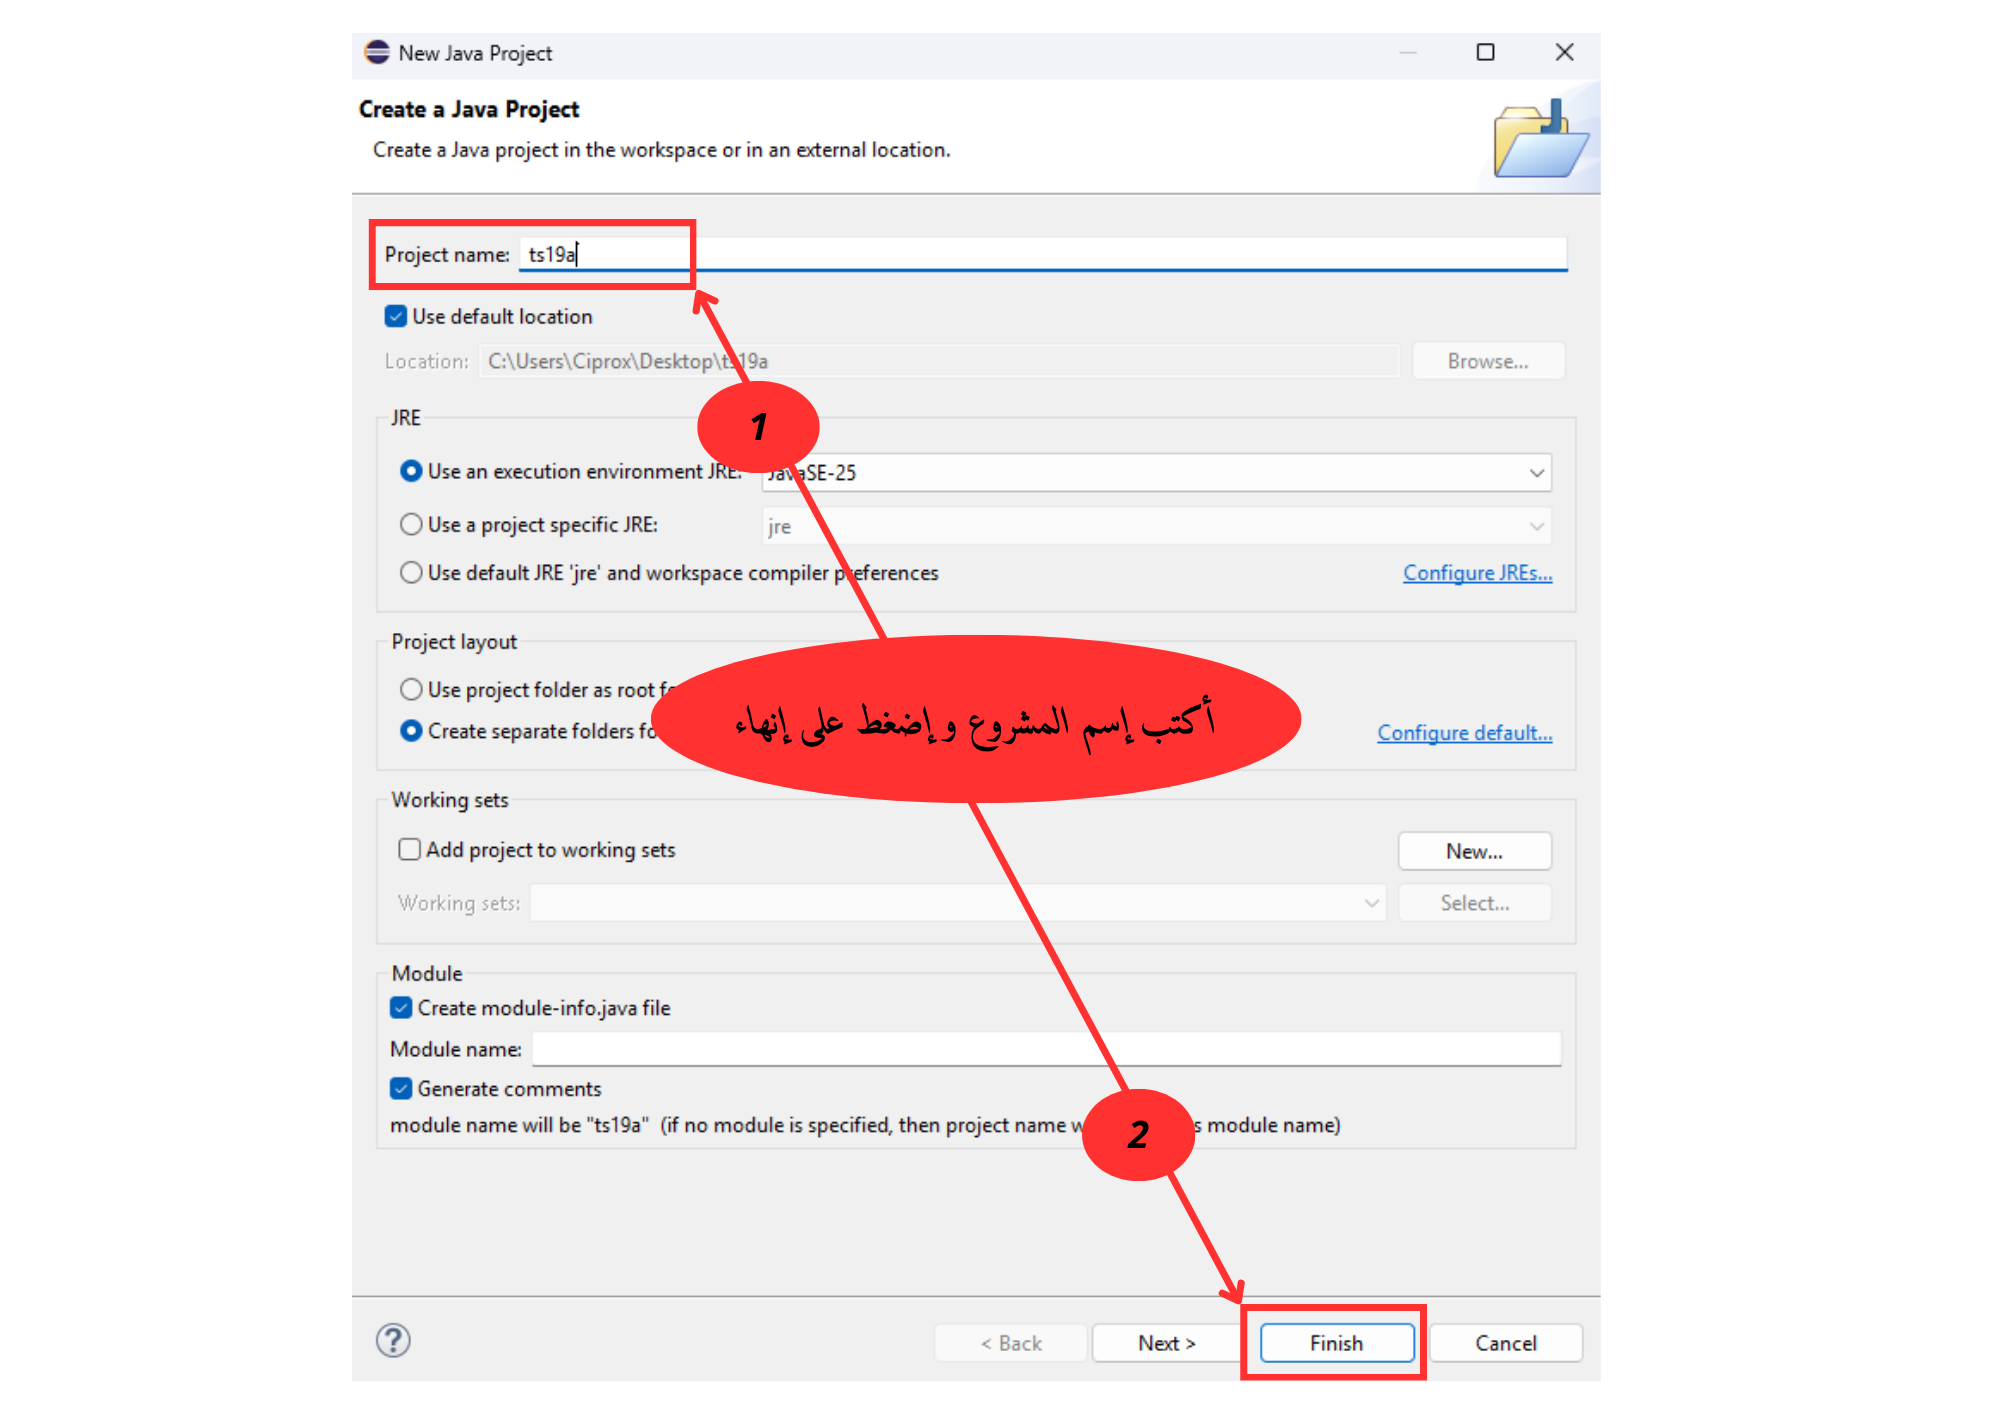 New Java Project
Create a Java Project
Create a Java project in the workspace or in an external location.
Project name: ts19a
Use default location
Location: C:\Users\Ciprox\Desktop\ts19a
Browse...
1
JRE
Use an execution environment JRE: JavaSE-25
Use a project specific JRE: jre
Use default JRE 'jre' and workspace compiler preferences
Configure JREs...
Project layout
Use project folder as root
Create separate folders
Configure default...
أكتب إسم المشروع و إضغط على إنهاء
Working sets
Add project to working sets
New...
Working sets:
Select...
Module
Create module-info.java file
Module name:
Generate comments
module name will be "ts19a" (if no module is specified, then project name module name)
2
< Back
Next >
Finish
Cancel